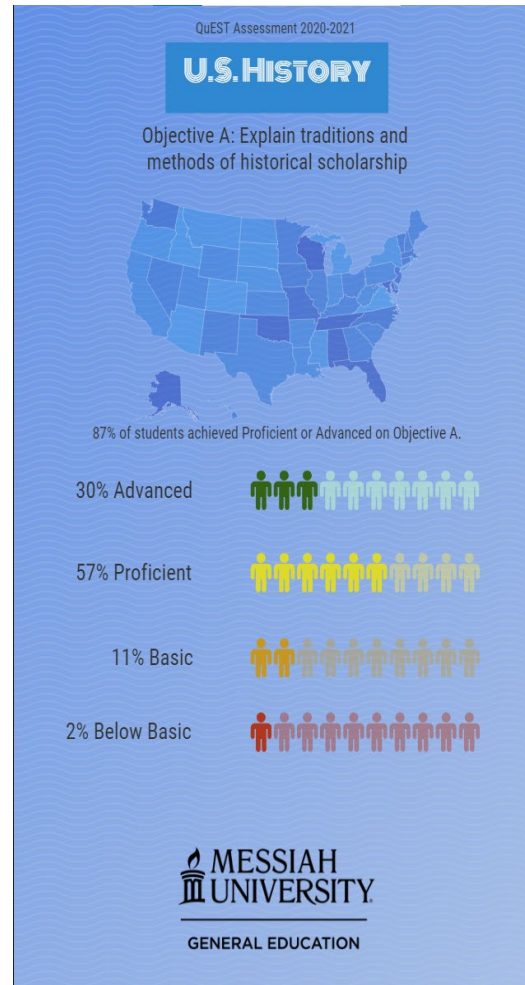 QuEST Assessment 2020-2021
U.S. HISTORY
Objective A: Explain traditions and
methods of historical scholarship
87% of students achieved Proficient or Advanced on Objective A.
30% Advanced
57% Proficient
11% Basic
2% Below Basic
MESSIAH
UNIVERSITY.
GENERAL EDUCATION